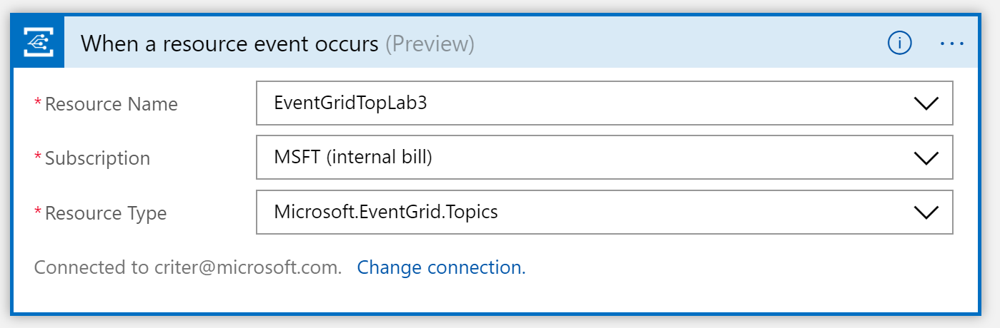 When a resource event occurs (Preview)
* Resource Name EventGridTopLab3
* Subscription MSFT (internal bill)
* Resource Type Microsoft.EventGrid.Topics
Connected to criter@microsoft.com. Change connection.